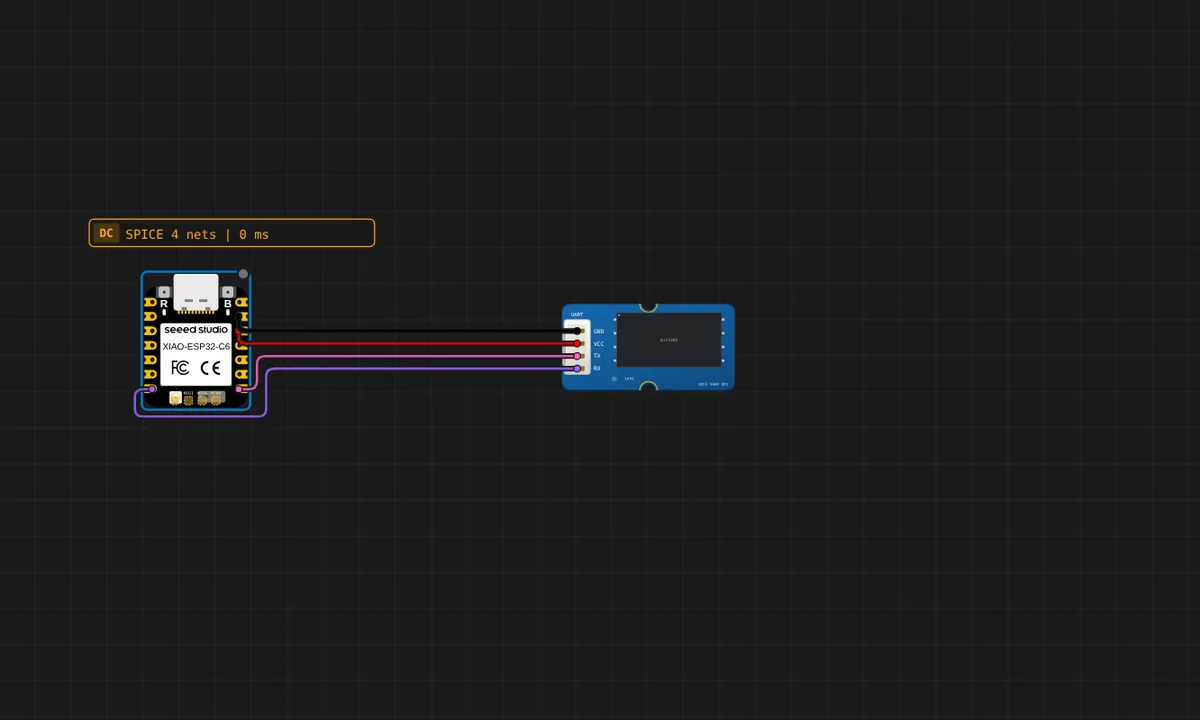 DC SPICE 4 nets | 0 ms
R B
seeed studio
XIAO-ESP32-C6
FC CE
UART
GND
VCC
TX
RX